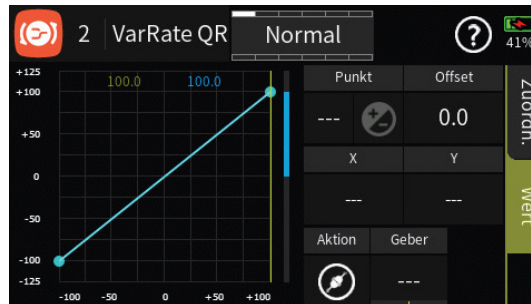 2 VarRate QR Normal ? 41%
+125
+100
+50
0
-50
-100
-125
-100 -50 0 +50 +100
100.0 100.0
Punkt Offset
--- 0.0
X Y
--- ---
Aktion Geber
---
Zuordn.
Wert